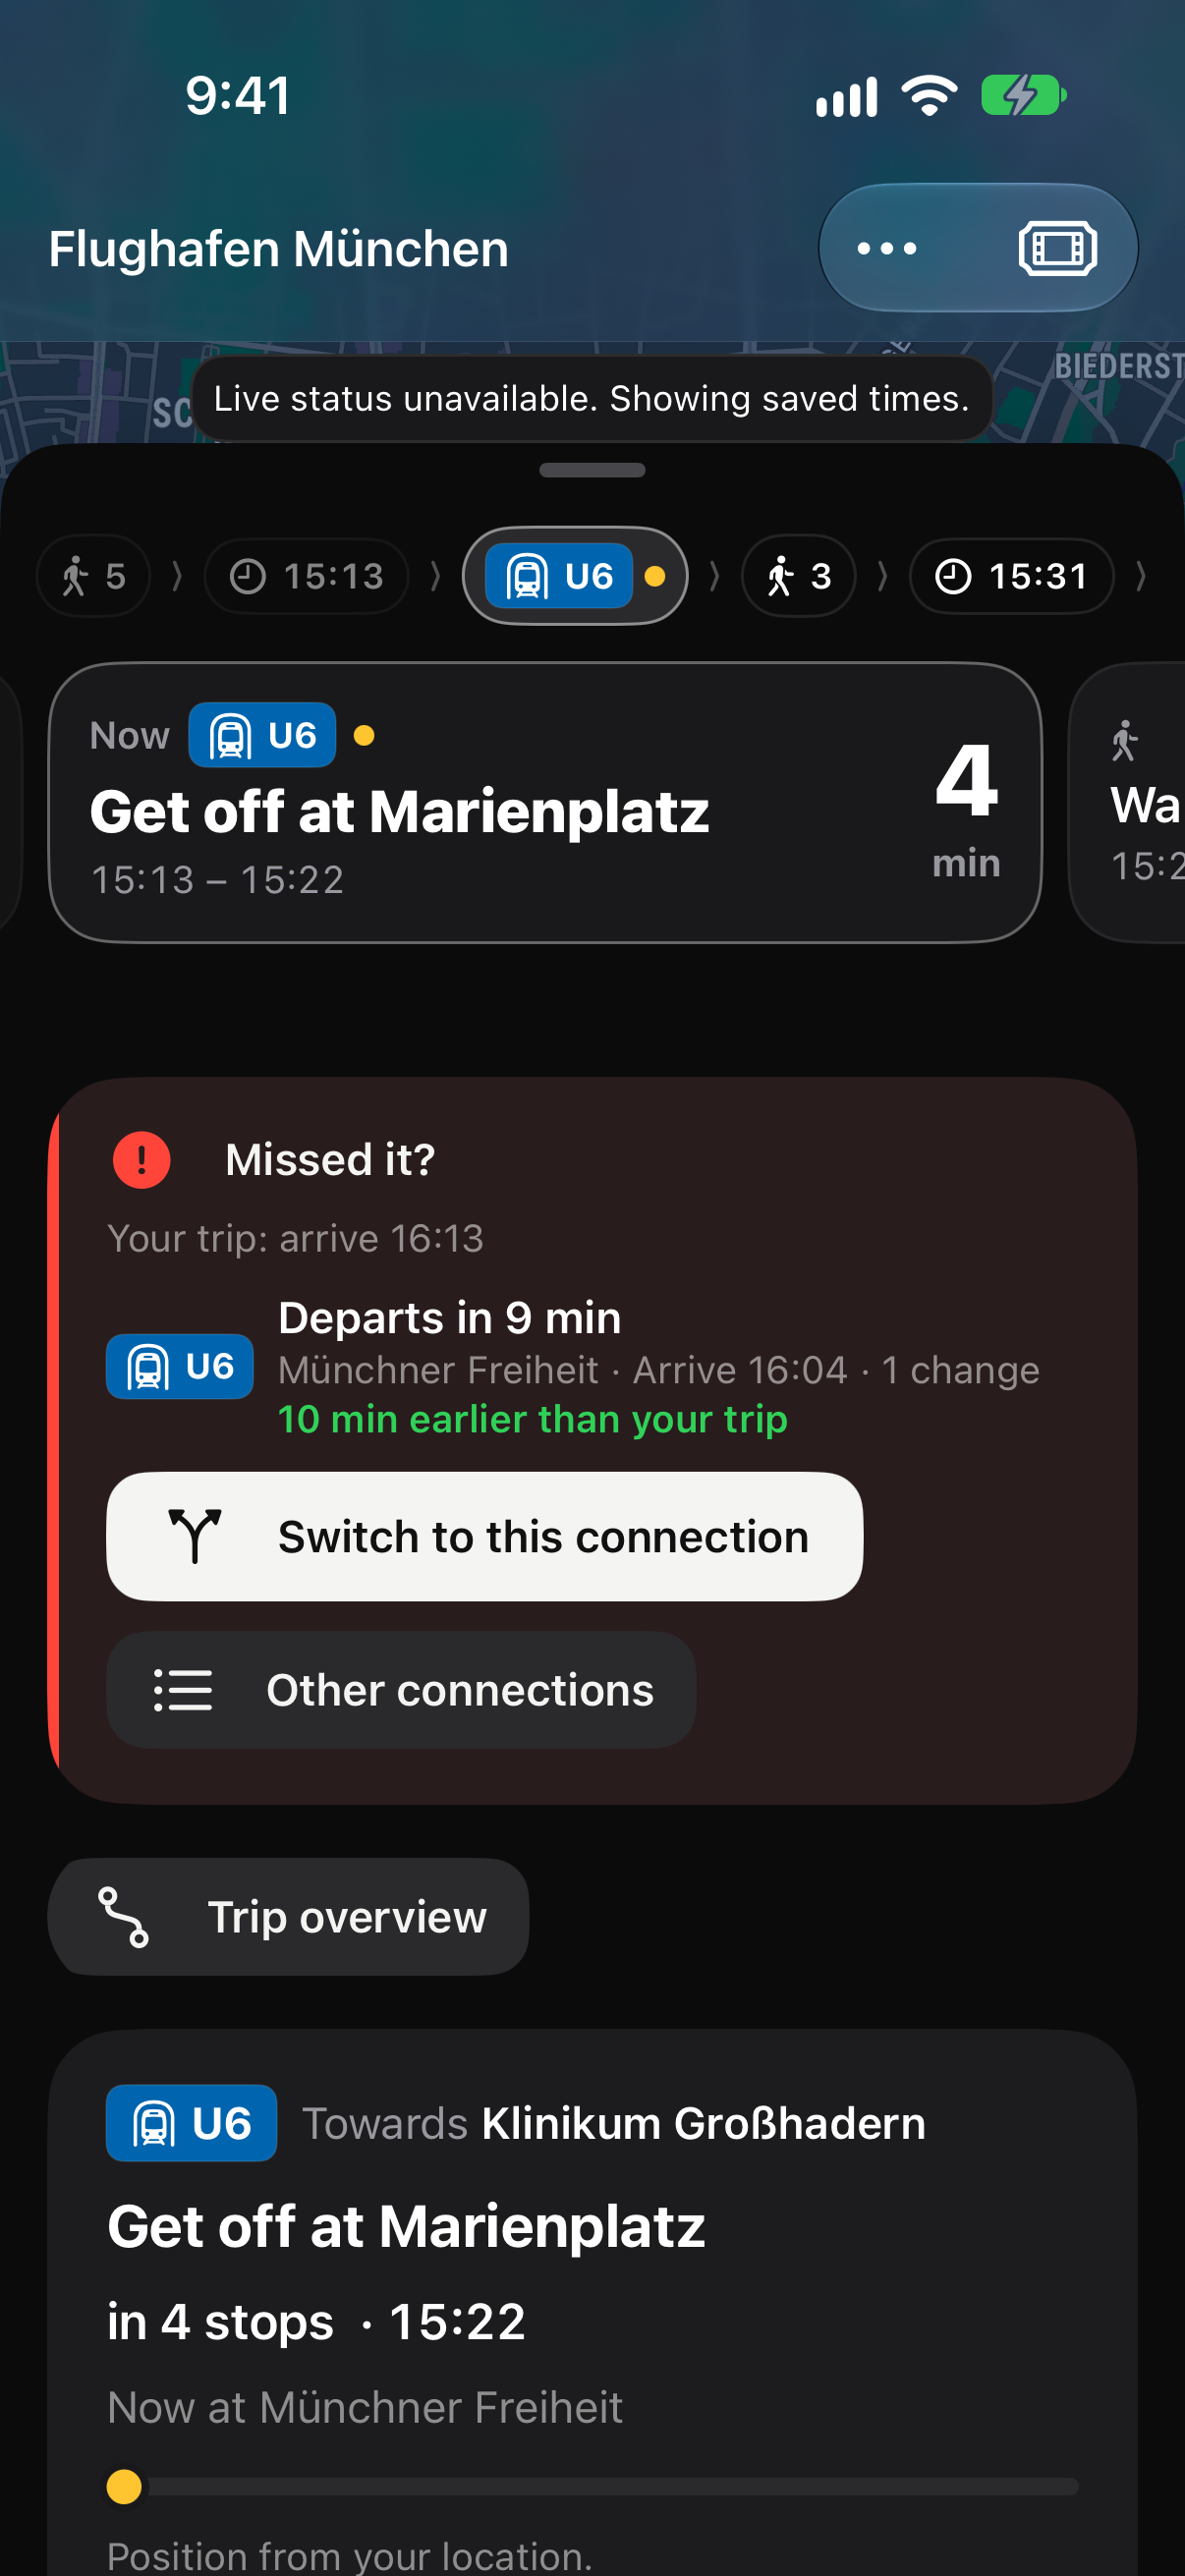 9:41
Flughafen München
BIEDERST
SC
Live status unavailable. Showing saved times.
5 15:13 U6 3 15:31
Now U6
Get off at Marienplatz
15:13 – 15:22
4
min
Wa
15:2
Missed it?
Your trip: arrive 16:13
Departs in 9 min
U6
Münchner Freiheit · Arrive 16:04 · 1 change
10 min earlier than your trip
Switch to this connection
Other connections
Trip overview
U6 Towards Klinikum Großhadern
Get off at Marienplatz
in 4 stops · 15:22
Now at Münchner Freiheit
Position from your location.